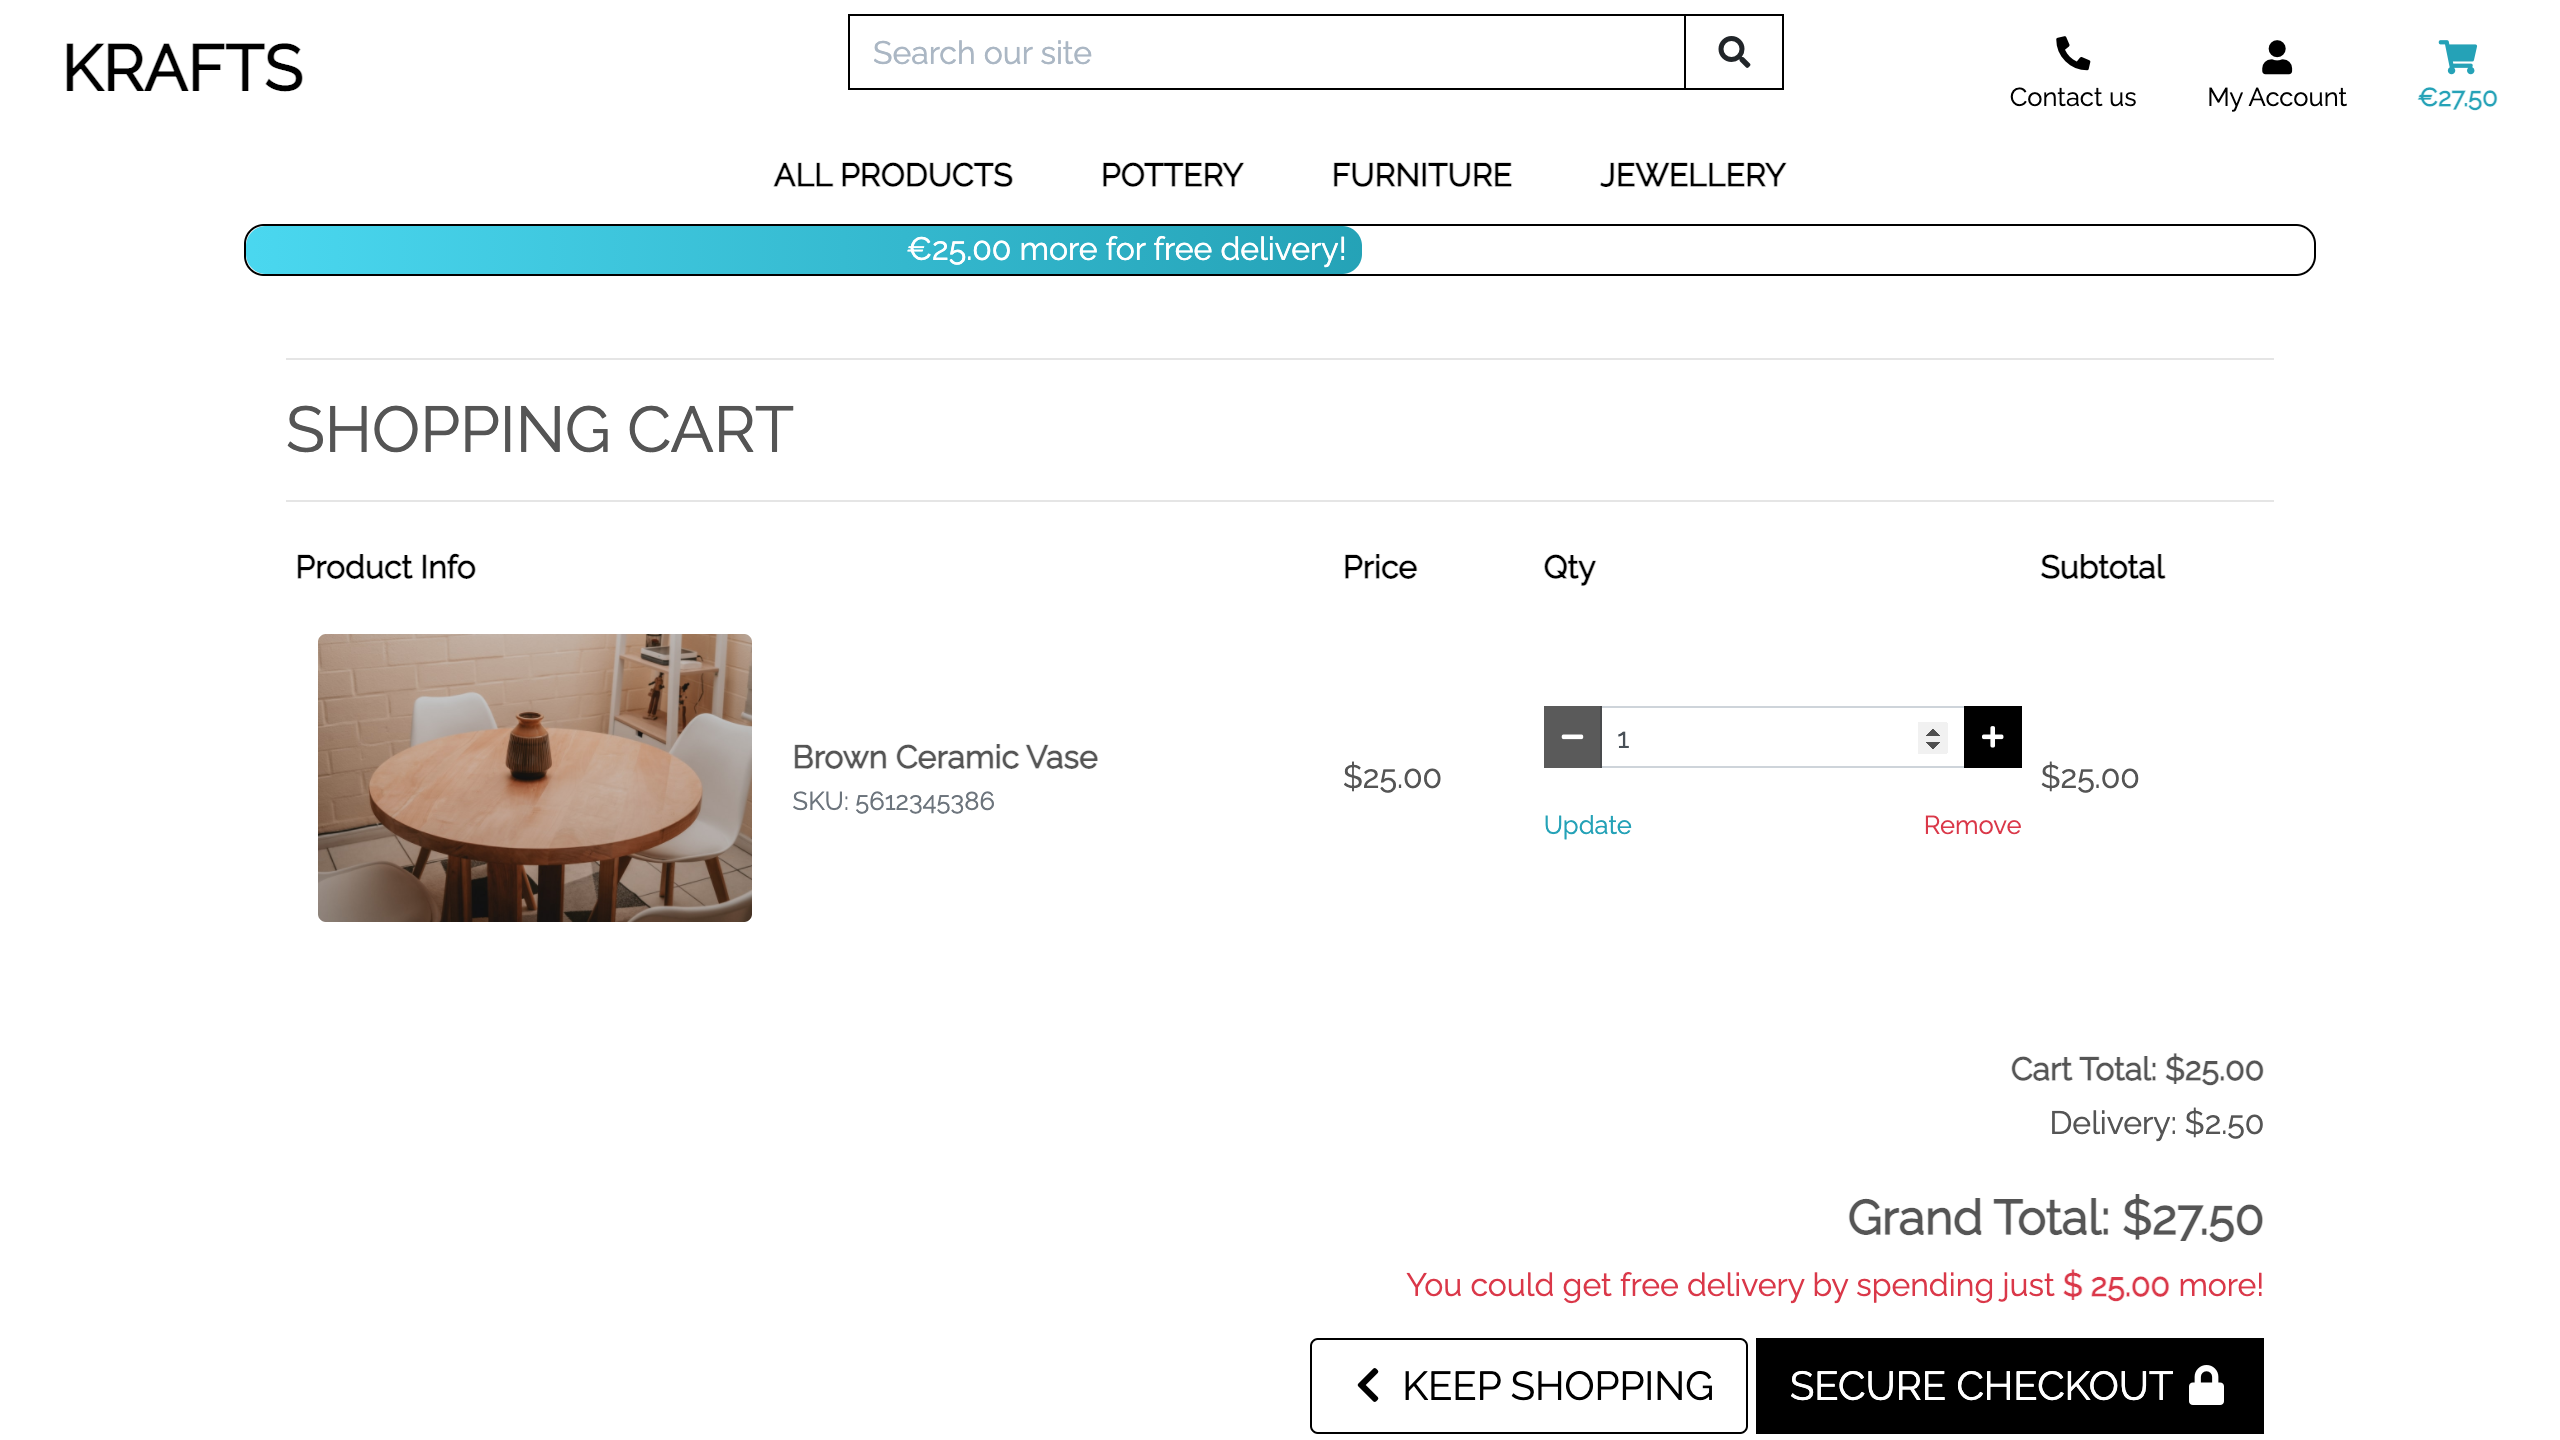 KRAFTS
Search our site
Contact us
My Account
€27.50
ALL PRODUCTS
POTTERY
FURNITURE
JEWELLERY
€25.00 more for free delivery!
SHOPPING CART
Product Info
Price
Qty
Subtotal
Brown Ceramic Vase
SKU: 5612345386
$25.00
1
Update
Remove
$25.00
Cart Total: $25.00
Delivery: $2.50
Grand Total: $27.50
You could get free delivery by spending just $ 25.00 more!
KEEP SHOPPING
SECURE CHECKOUT